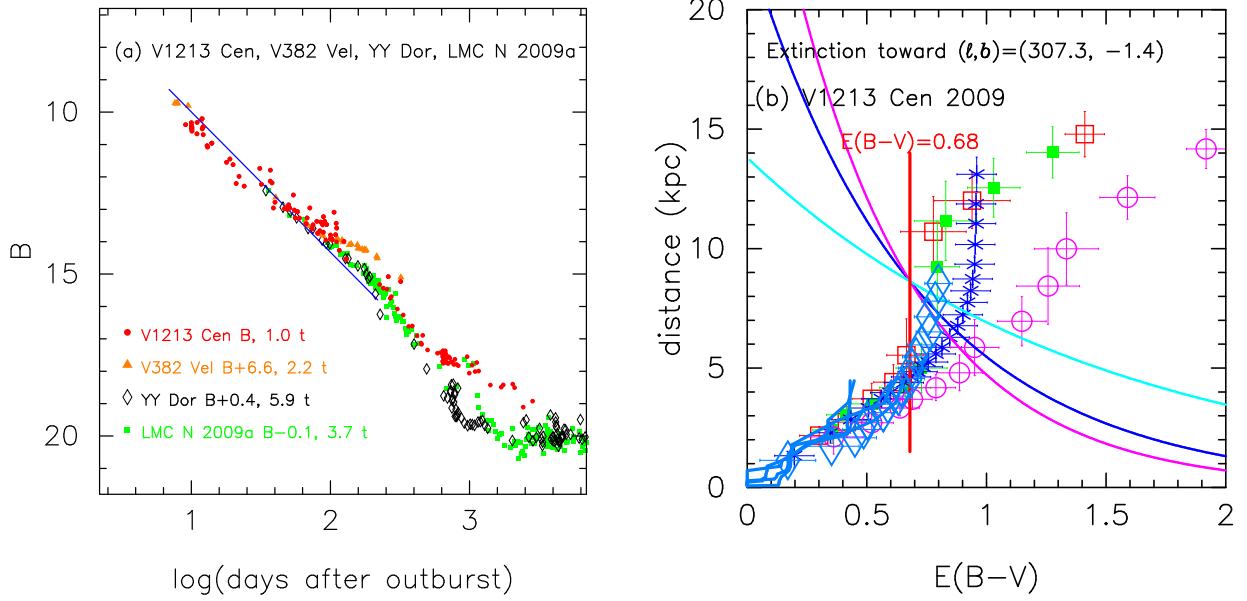 (a) V1213 Cen, V382 Vel, YY Dor, LMC N 2009a
10
15
20
B
V1213 Cen B, 1.0 t
V382 Vel B+6.6, 2.2 t
YY Dor B+0.4, 5.9 t
LMC N 2009a B−0.1, 3.7 t
1
2
3
log(days after outburst)
Extinction toward (ℓ,b)=(307.3, −1.4)
(b) V1213 Cen 2009
E(B−V)=0.68
20
15
10
5
0
distance (kpc)
0
0.5
1
1.5
2
E(B−V)